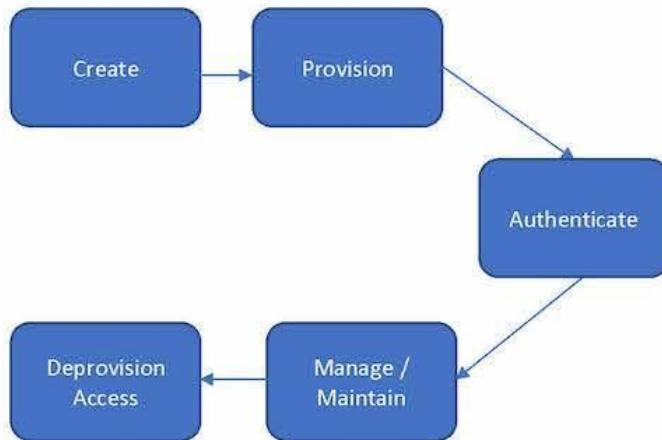 Create
Provision
Authenticate
Manage /
Maintain
Deprovision
Access